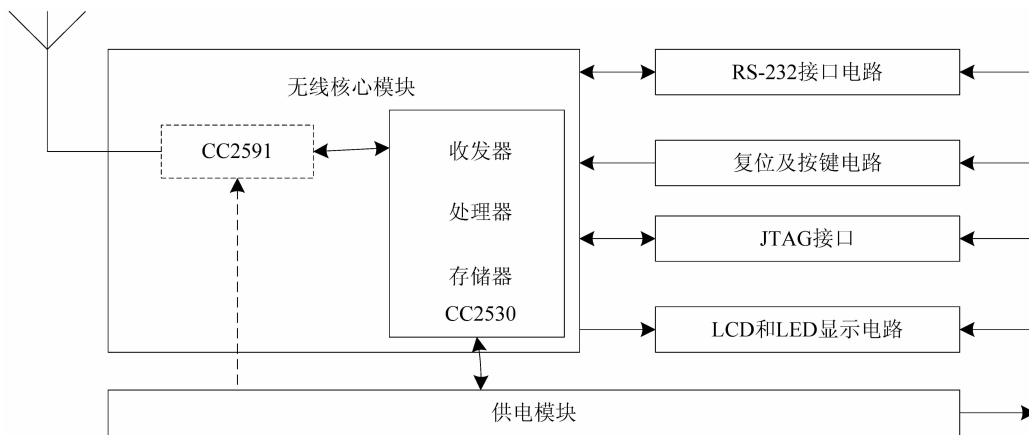 无线核心模块
CC2591
收发器
处理器
存储器
CC2530
RS-232接口电路
复位及按键电路
JTAG接口
LCD和LED显示电路
供电模块